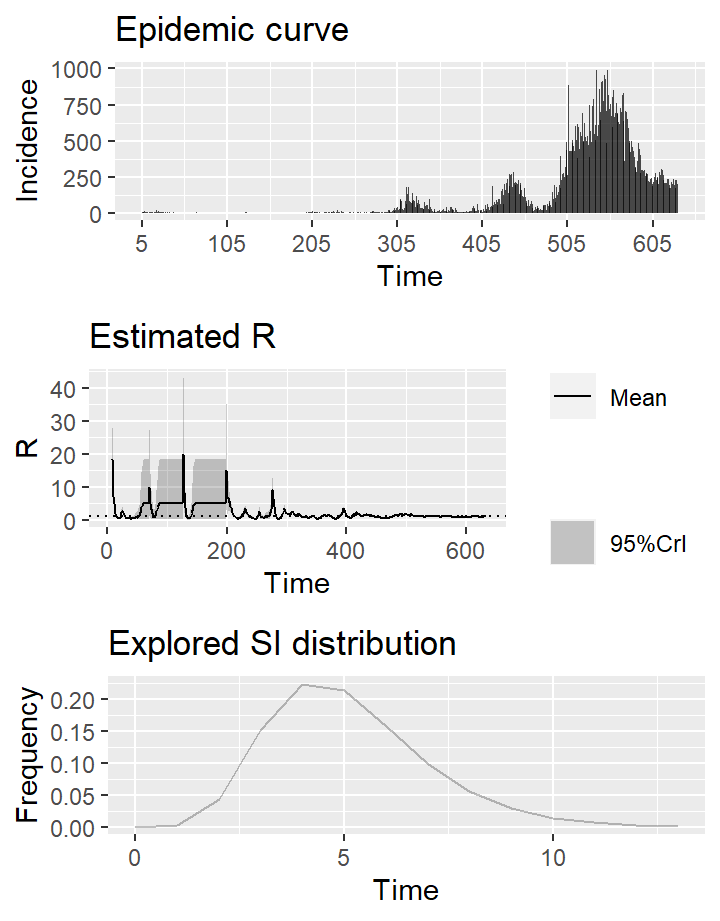 Epidemic curve
1000
750
500
250
0
Incidence
5 105 205 305 405 505 605
Time
Estimated R
40
30
20
10
0
R
0 200 400 600
Time
Mean
95%CrI
Explored SI distribution
0.20
0.15
0.10
0.05
0.00
Frequency
0 5 10
Time